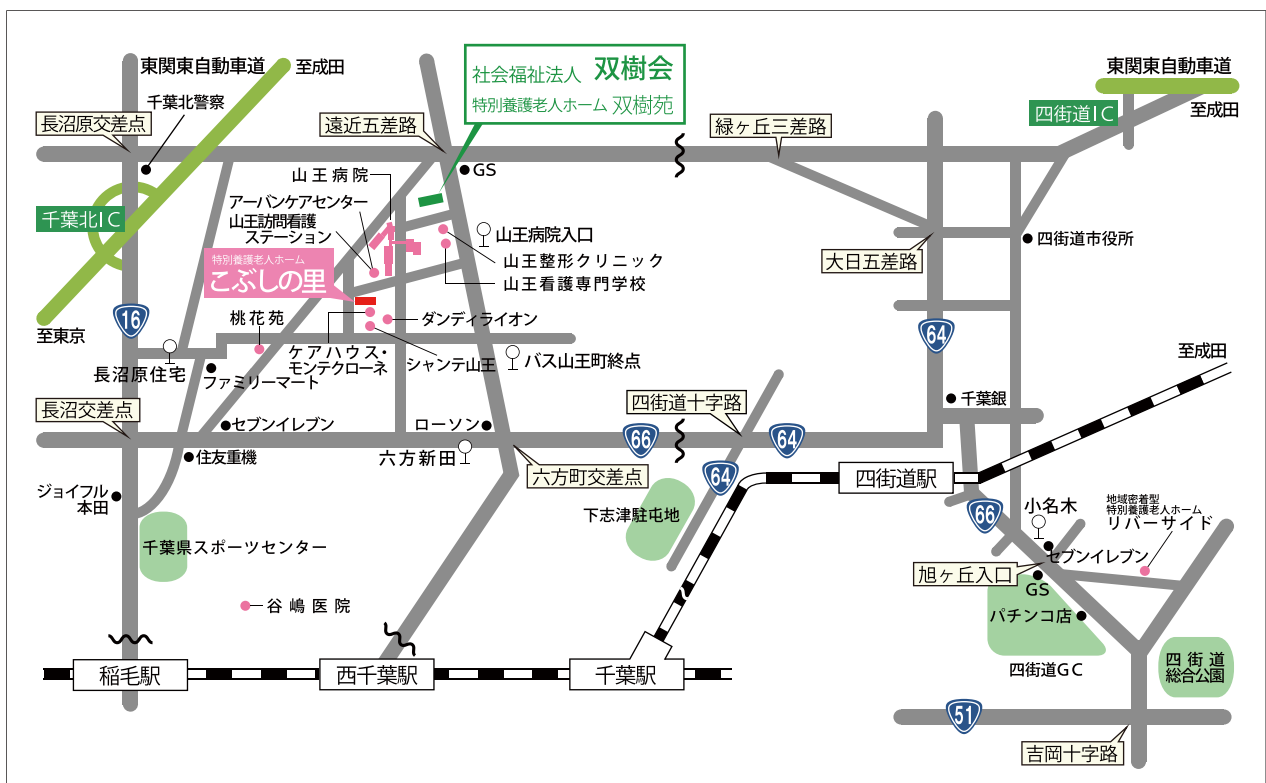 東関東自動車道
至成田
千葉北警察
長沼原交差点
遠近五差路
社会福祉法人 双樹会
特別養護老人ホーム 双樹苑
緑ヶ丘三差路
東関東自動車道
至成田
四街道IC
GS
山王病院
アーバンケアセンター
山王訪問看護
ステーション
千葉北IC
山王病院入口
山王整形クリニック
山王看護専門学校
四街道市役所
大日五差路
特別養護老人ホーム
こぶしの里
16
至東京
桃花苑
ダンディライオン
64
ケアハウス・
モンテクローネ
シャンテ山王
バス山王町終点
至成田
長沼原住宅
ファミリーマート
長沼交差点
セブンイレブン
ローソン
四街道十字路
千葉銀
66
64
住友重機
六方新田
六方町交差点
64
四街道駅
ジョイフル
本田
下志津駐屯地
66
小名木
地域密着型
特別養護老人ホーム
リバーサイド
千葉県スポーツセンター
セブンイレブン
旭ヶ丘入口
GS
谷嶋医院
パチンコ店
稲毛駅
西千葉駅
千葉駅
四街道GC
四街道
総合公園
51
吉岡十字路